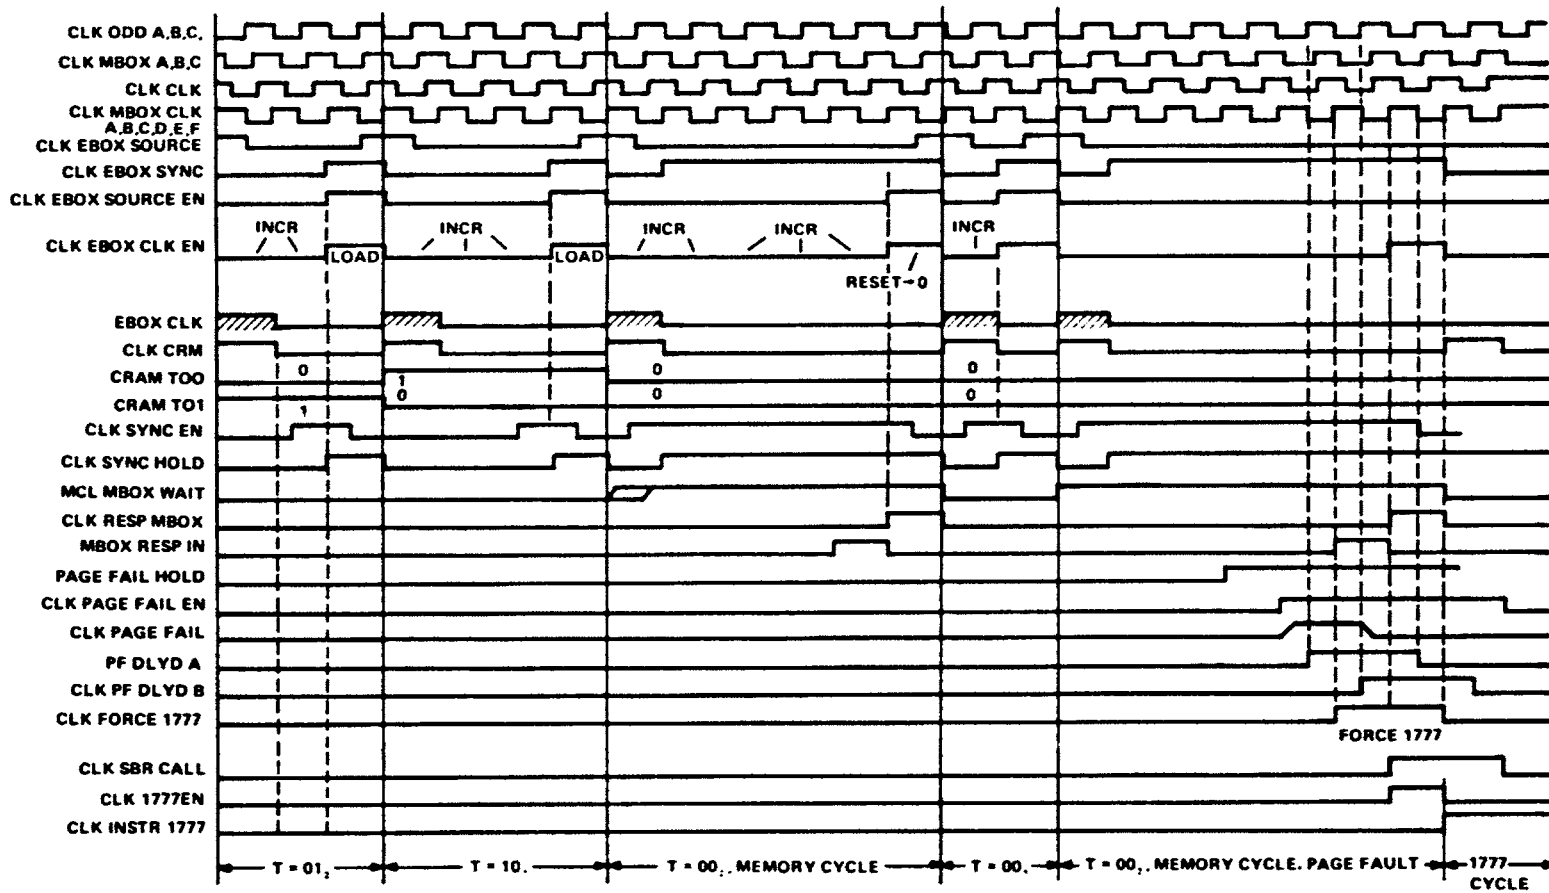 CLK ODD A,B,C,
CLK MBOX A,B,C
CLK CLK
CLK MBOX CLK
A,B,C,D,E,F
CLK EBOX SOURCE
CLK EBOX SYNC
CLK EBOX SOURCE EN
INCR INCR INCR INCR INCR
CLK EBOX CLK EN
LOAD LOAD
RESET→0
EBOX CLK
CLK CRM
CRAM TOO 0 1 0 0
CRAM TO1 1 0 0 0
CLK SYNC EN
CLK SYNC HOLD
MCL MBOX WAIT
CLK RESP MBOX
MBOX RESP IN
PAGE FAIL HOLD
CLK PAGE FAIL EN
CLK PAGE FAIL
PF DLYD A
CLK PF DLYD B
CLK FORCE 1777
FORCE 1777
CLK SBR CALL
CLK 1777EN
CLK INSTR 1777
T = 01₂ T = 10. T = 00₂. MEMORY CYCLE T = 00. T = 00₂. MEMORY CYCLE. PAGE FAULT 1777
CYCLE